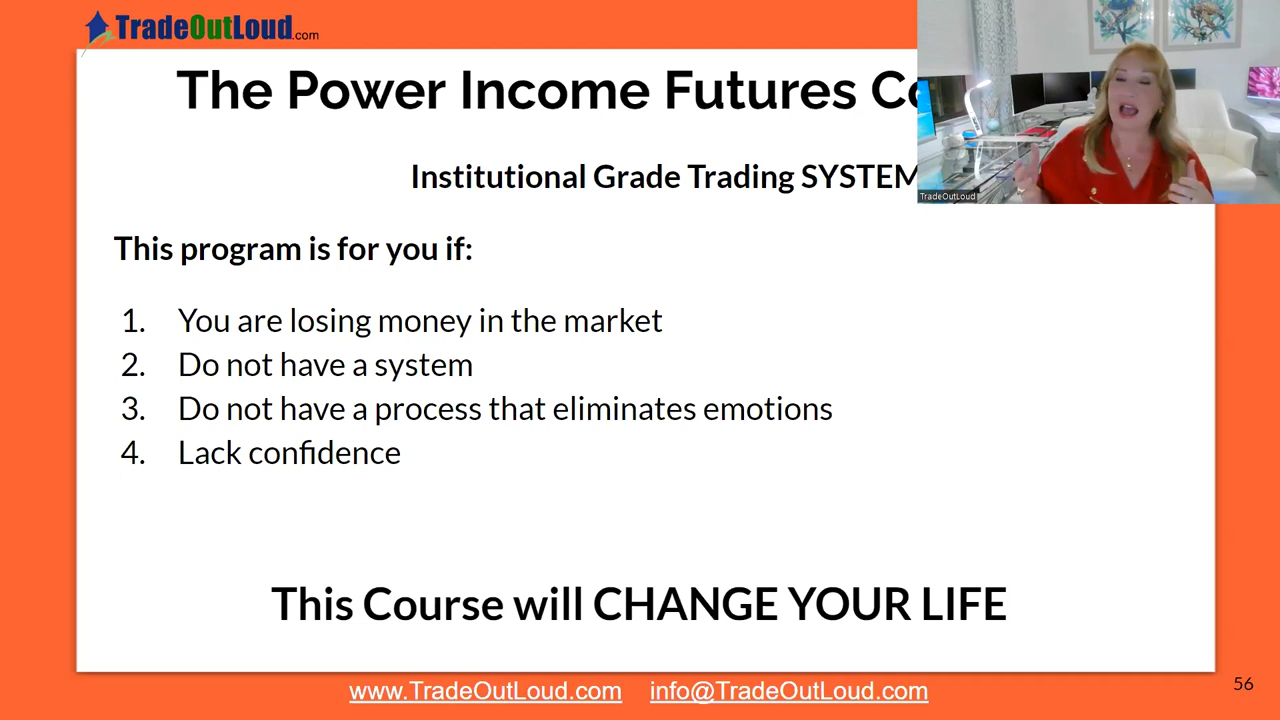 TradeOutLoud.com
The Power Income Futures
Institutional Grade Trading SYSTEM
TradeOutLoud
This program is for you if:
1. You are losing money in the market
2. Do not have a system
3. Do not have a process that eliminates emotions
4. Lack confidence
This Course will CHANGE YOUR LIFE
www.TradeOutLoud.com info@TradeOutLoud.com
56